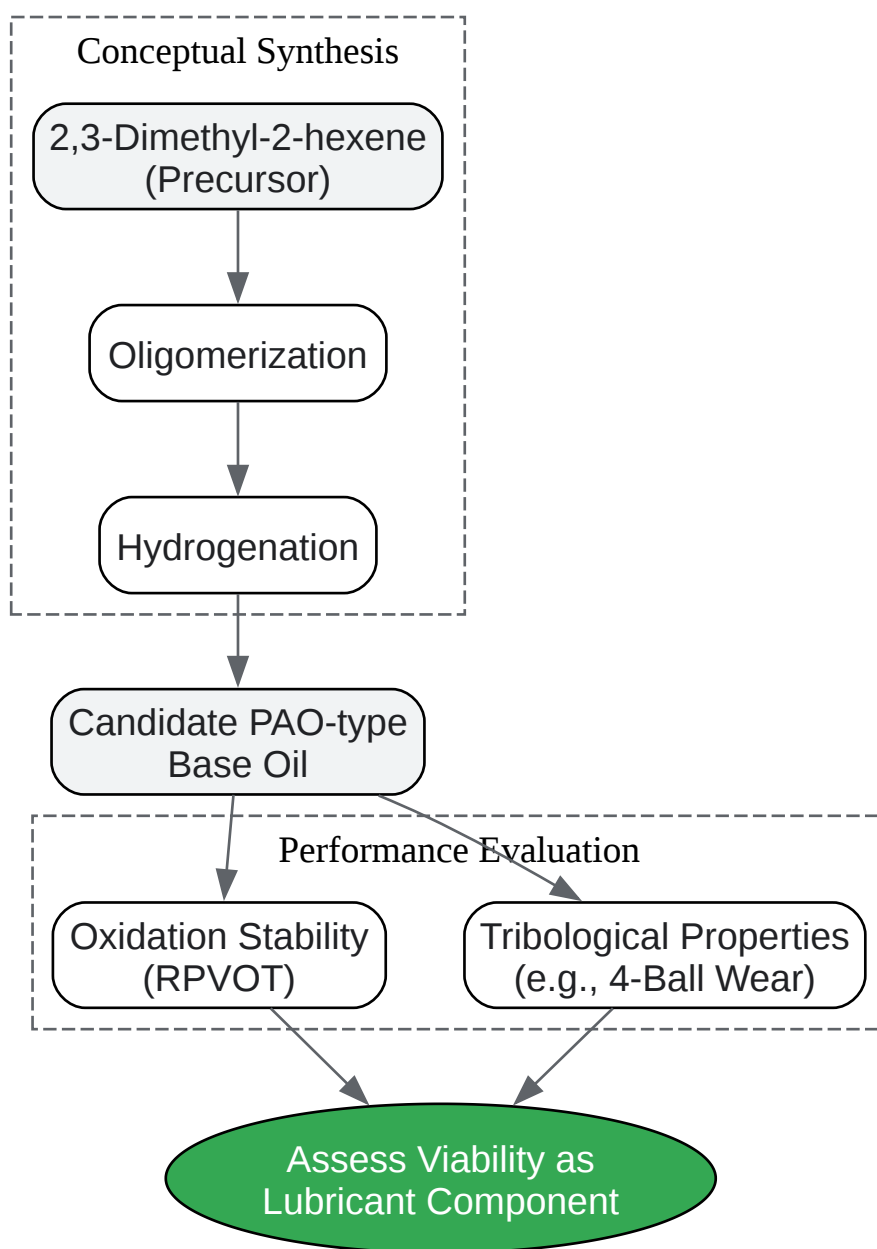 Conceptual Synthesis
2,3-Dimethyl-2-hexene
(Precursor)
Oligomerization
Hydrogenation
Candidate PAO-type
Base Oil
Performance Evaluation
Oxidation Stability
(RPVOT)
Tribological Properties
(e.g., 4-Ball Wear)
Assess Viability as
Lubricant Component